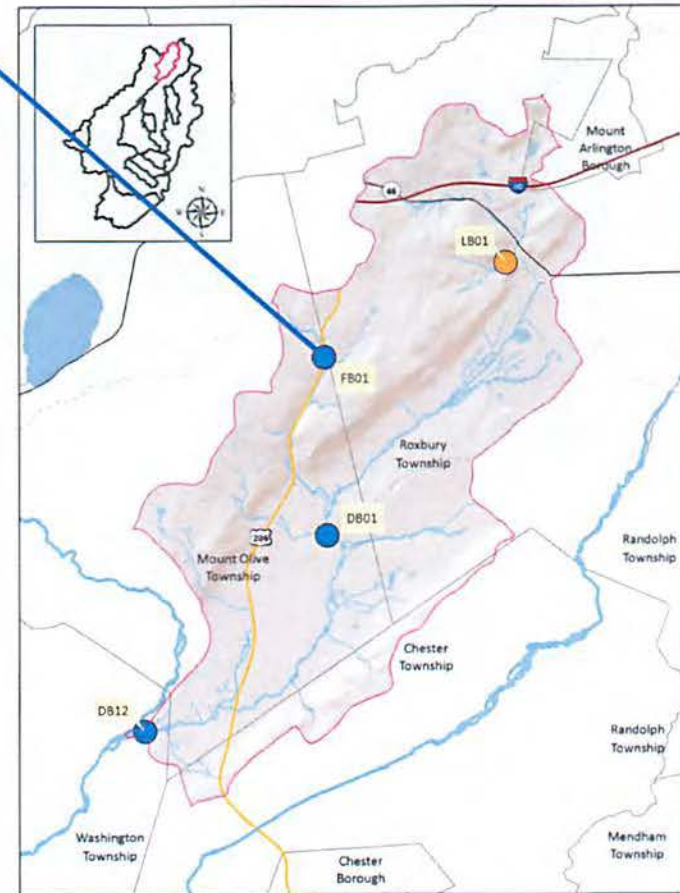 Mount
Arlington
Borough
46
80
LB01
FB01
Roxbury
Township
DB01
206
Mount Olive
Township
Randolph
Township
Chester
Township
DB12
Randolph
Township
Washington
Township
Chester
Borough
Mendham
Township